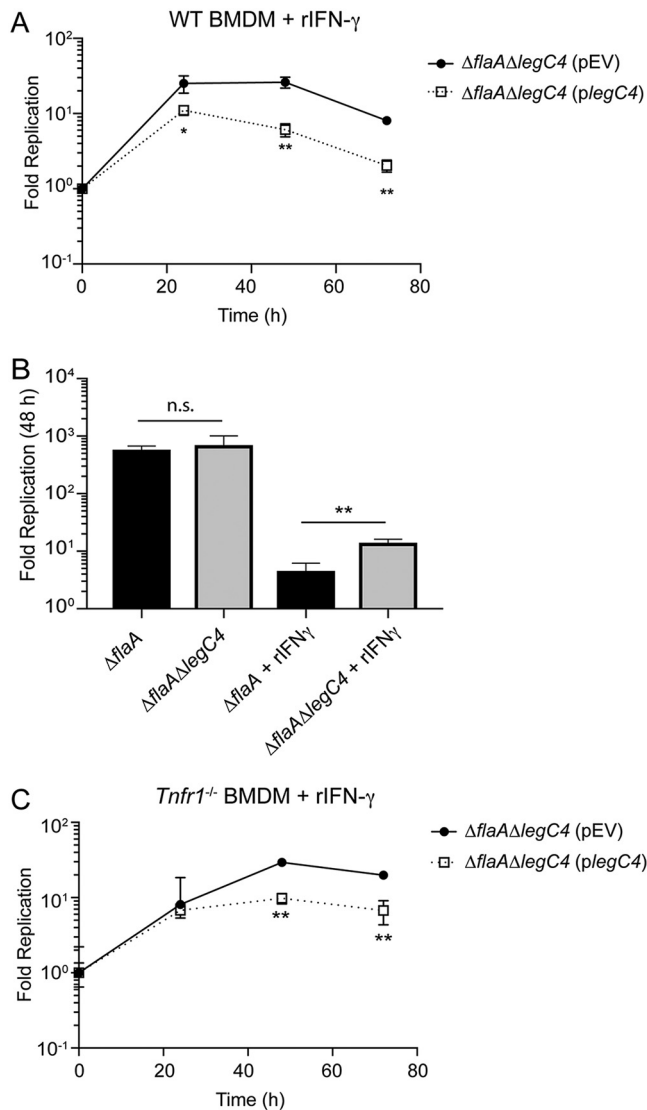 A
WT BMDM + rIFN-γ
Fold Replication
10²
10¹
10⁰
10⁻¹
0
20
40
60
80
Time (h)
*
**
**
ΔflaAΔlegC4 (pEV)
ΔflaAΔlegC4 (plegC4)
B
Fold Replication (48 h)
10⁴
10³
10²
10¹
10⁰
n.s.
**
ΔflaA
ΔflaAΔlegC4
ΔflaA + rIFNγ
ΔflaAΔlegC4 + rIFNγ
C
Tnfr1⁻/⁻ BMDM + rIFN-γ
Fold Replication
10²
10¹
10⁰
10⁻¹
0
20
40
60
80
Time (h)
**
**
ΔflaAΔlegC4 (pEV)
ΔflaAΔlegC4 (plegC4)